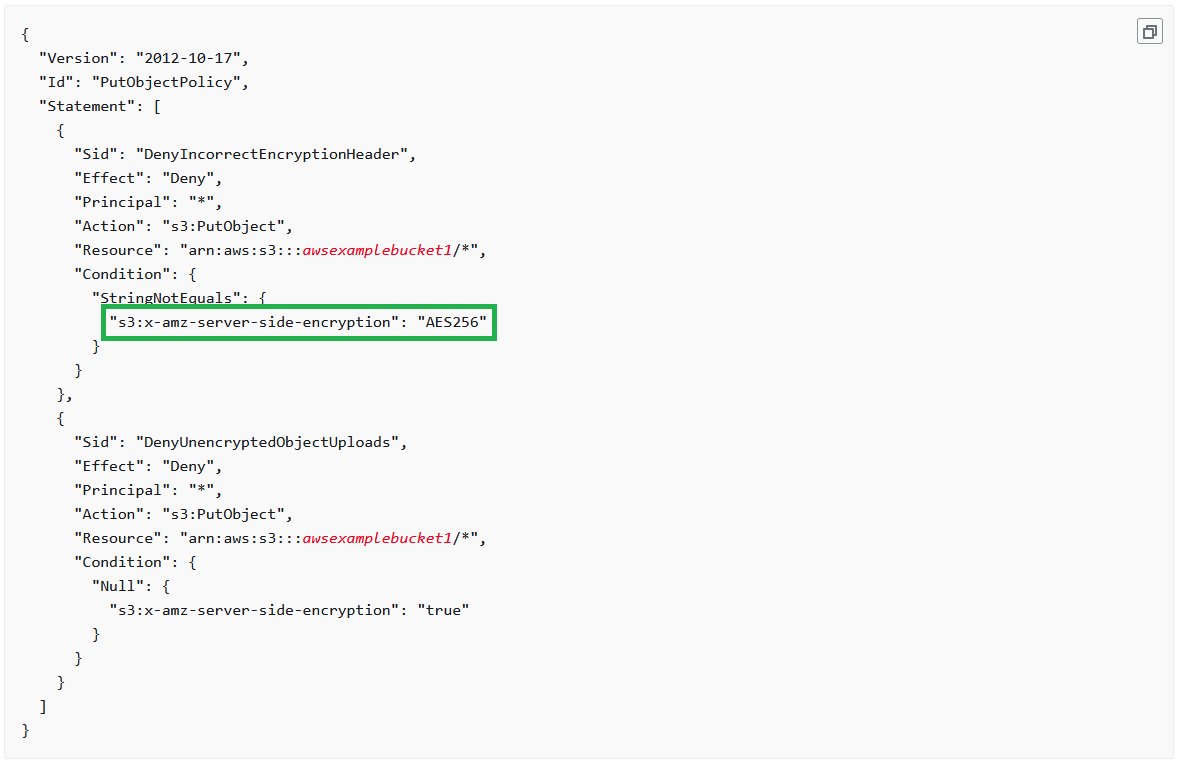 {
  "Version": "2012-10-17",
  "Id": "PutObjectPolicy",
  "Statement": [
    {
      "Sid": "DenyIncorrectEncryptionHeader",
      "Effect": "Deny",
      "Principal": "*",
      "Action": "s3:PutObject",
      "Resource": "arn:aws:s3:::awsexamplebucket1/*",
      "Condition": {
        "StringNotEquals": {
          "s3:x-amz-server-side-encryption": "AES256"
        }
      }
    },
    {
      "Sid": "DenyUnencryptedObjectUploads",
      "Effect": "Deny",
      "Principal": "*",
      "Action": "s3:PutObject",
      "Resource": "arn:aws:s3:::awsexamplebucket1/*",
      "Condition": {
        "Null": {
          "s3:x-amz-server-side-encryption": "true"
        }
      }
    }
  ]
}